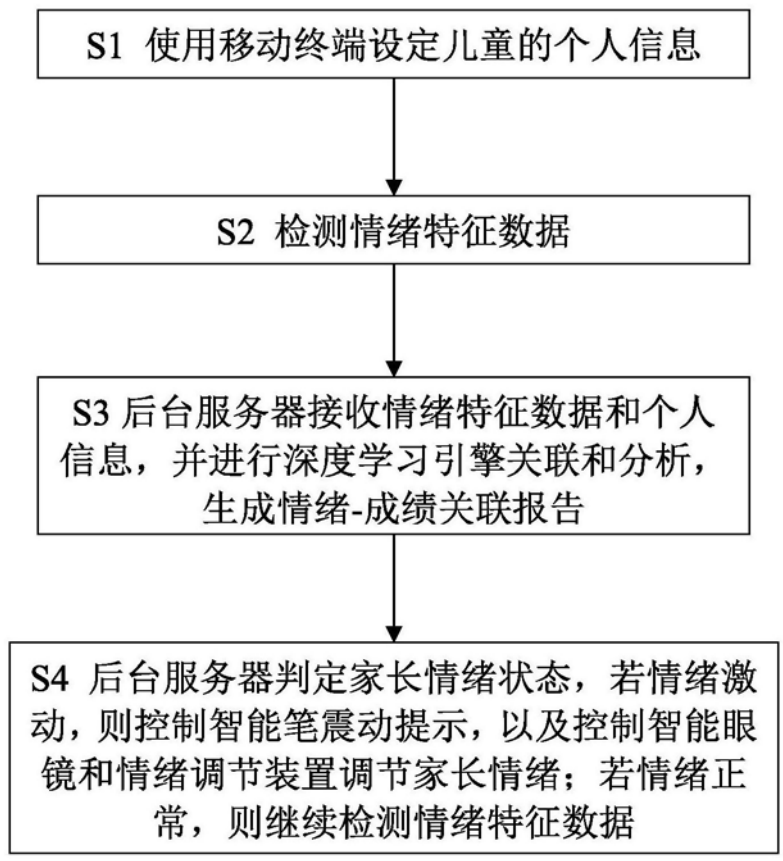 S1 使用移动终端设定儿童的个人信息
S2 检测情绪特征数据
S3 后台服务器接收情绪特征数据和个人
信息，并进行深度学习引擎关联和分析，
生成情绪-成绩关联报告
S4 后台服务器判定家长情绪状态，若情绪激
动，则控制智能笔震动提示，以及控制智能眼
镜和情绪调节装置调节家长情绪；若情绪正
常，则继续检测情绪特征数据